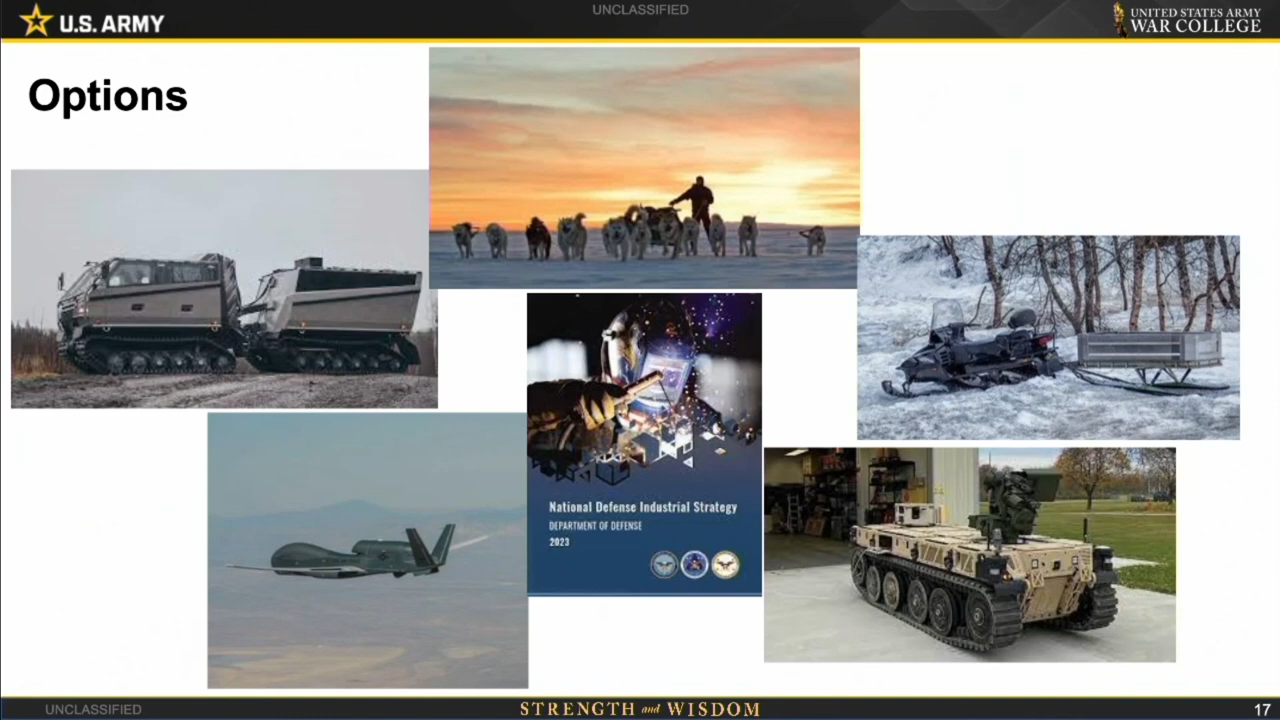 UNCLASSIFIED
U.S. ARMY
UNITED STATES ARMY
WAR COLLEGE
Options
National Defense Industrial Strategy
DEPARTMENT OF DEFENSE
2023
UNCLASSIFIED
STRENGTH and WISDOM
17